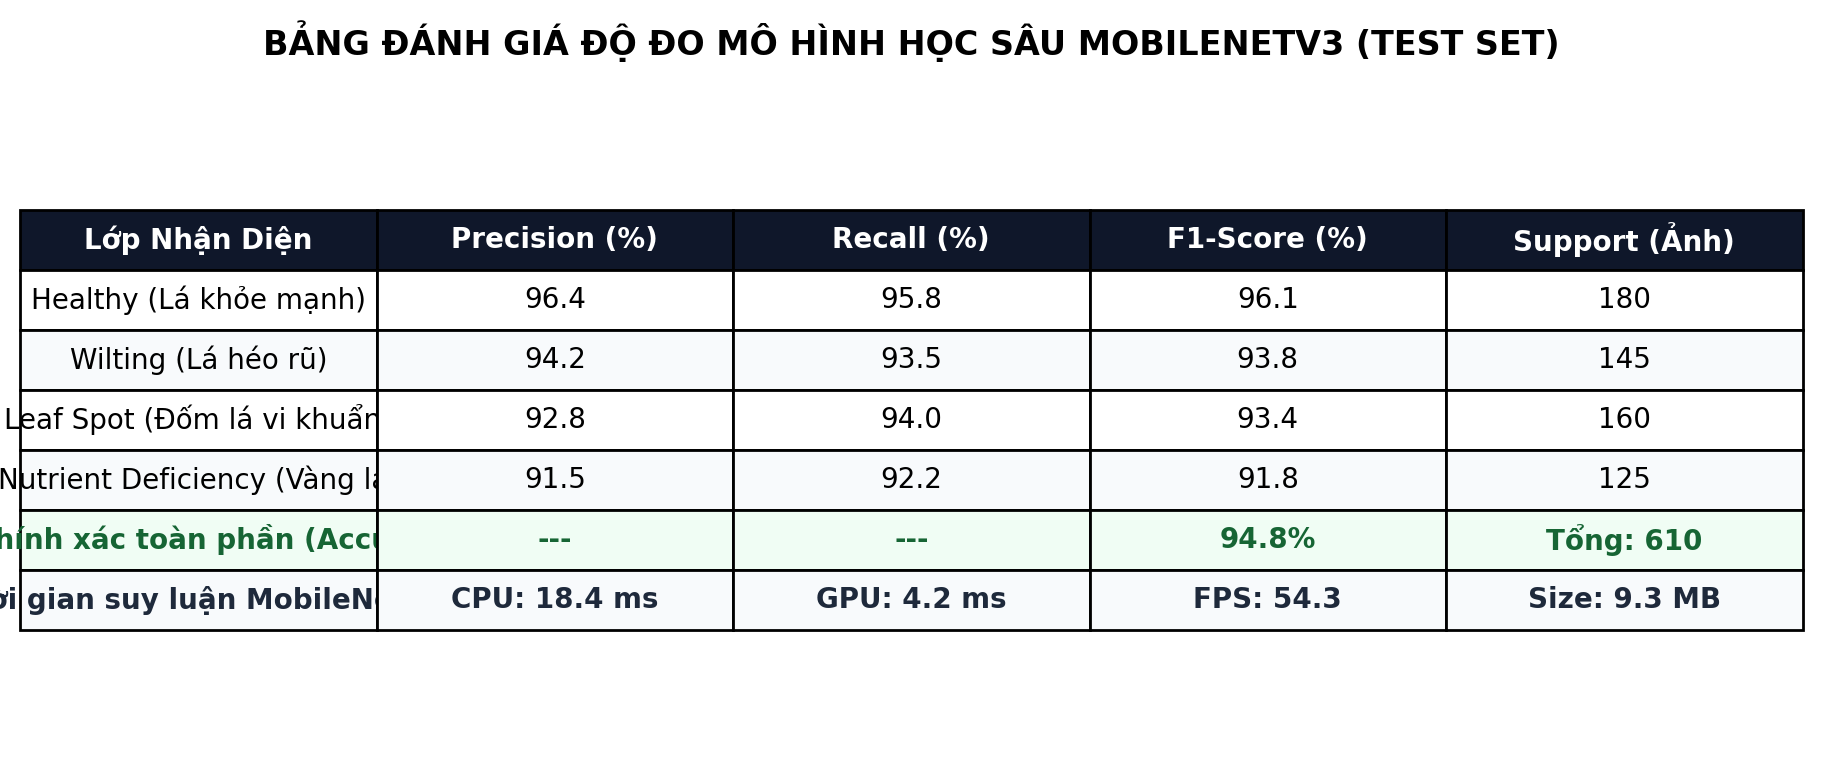 BẢNG ĐÁNH GIÁ ĐỘ ĐO MÔ HÌNH HỌC SÂU MOBILENETV3 (TEST SET)
Lớp Nhận Diện Precision (%) Recall (%) F1-Score (%) Support (Ảnh)
Healthy (Lá khỏe mạnh) 96.4 95.8 96.1 180
Wilting (Lá héo rũ) 94.2 93.5 93.8 145
Leaf Spot (Đốm lá vi khuẩn 92.8 94.0 93.4 160
Nutrient Deficiency (Vàng lá 91.5 92.2 91.8 125
hính xác toàn phần (Accu --- --- 94.8% Tổng: 610
ời gian suy luận MobileNe CPU: 18.4 ms GPU: 4.2 ms FPS: 54.3 Size: 9.3 MB